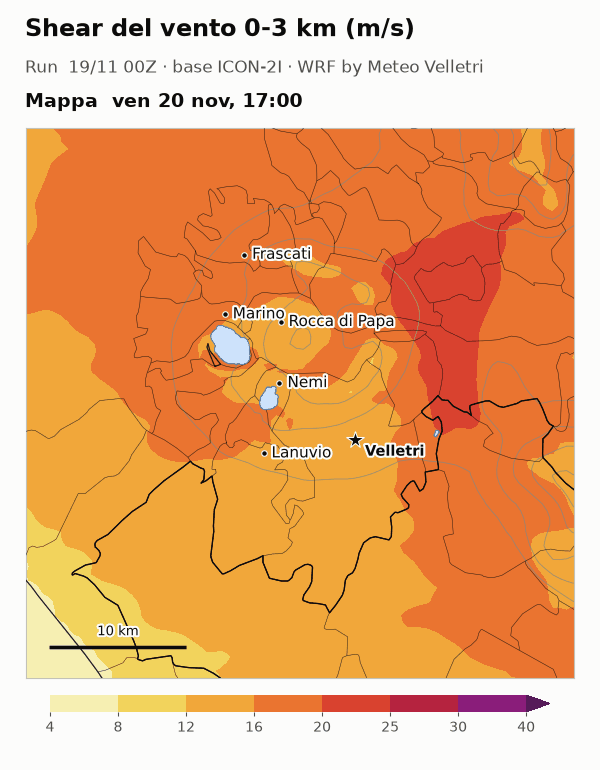 Shear del vento 0-3 km (m/s)
Run  19/11 00Z · base ICON-2I · WRF by Meteo Velletri
Mappa  ven 20 nov, 17:00
Frascati
Marino
Rocca di Papa
Nemi
Velletri
Lanuvio
10 km
4 8 12 16 20 25 30 40